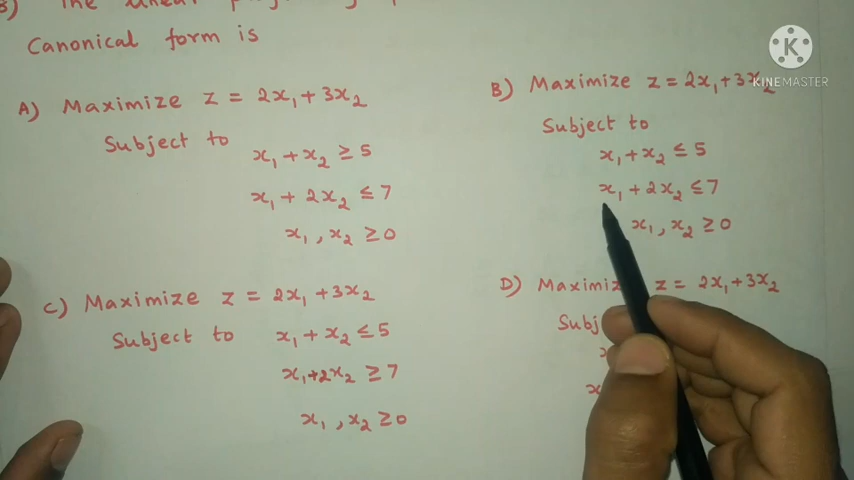 Canonical form is
A) Maximize z = 2x₁ + 3x₂
Subject to
x₁ + x₂ ≥ 5
x₁ + 2x₂ ≤ 7
x₁ , x₂ ≥ 0
B) Maximize z = 2x₁ + 3x₂
Subject to
x₁ + x₂ ≤ 5
x₁ + 2x₂ ≤ 7
x₁ , x₂ ≥ 0
C) Maximize z = 2x₁ + 3x₂
Subject to
x₁ + x₂ ≤ 5
x₁ + 2x₂ ≥ 7
x₁ , x₂ ≥ 0
D) Maximiz z = 2x₁ + 3x₂
Subj
K
KINEMASTER